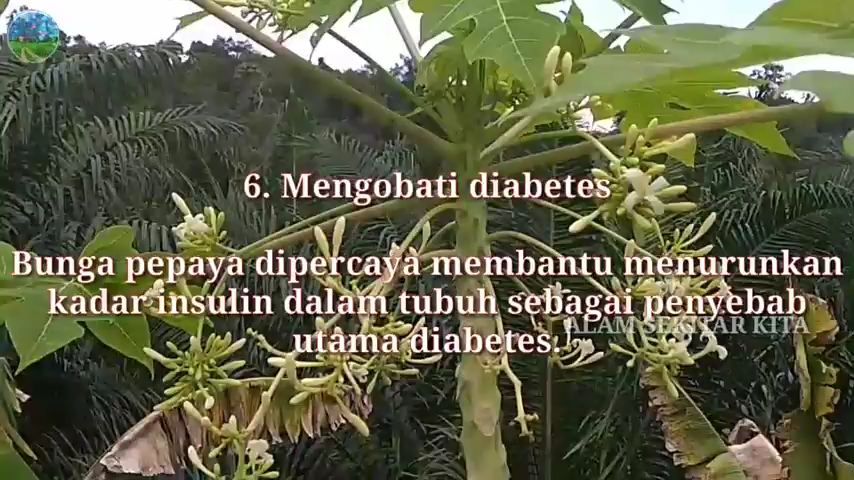 6. Mengobati diabetes
Bunga pepaya dipercaya membantu menurunkan
kadar insulin dalam tubuh sebagai penyebab
ALAM SEKITAR KITA
utama diabetes.